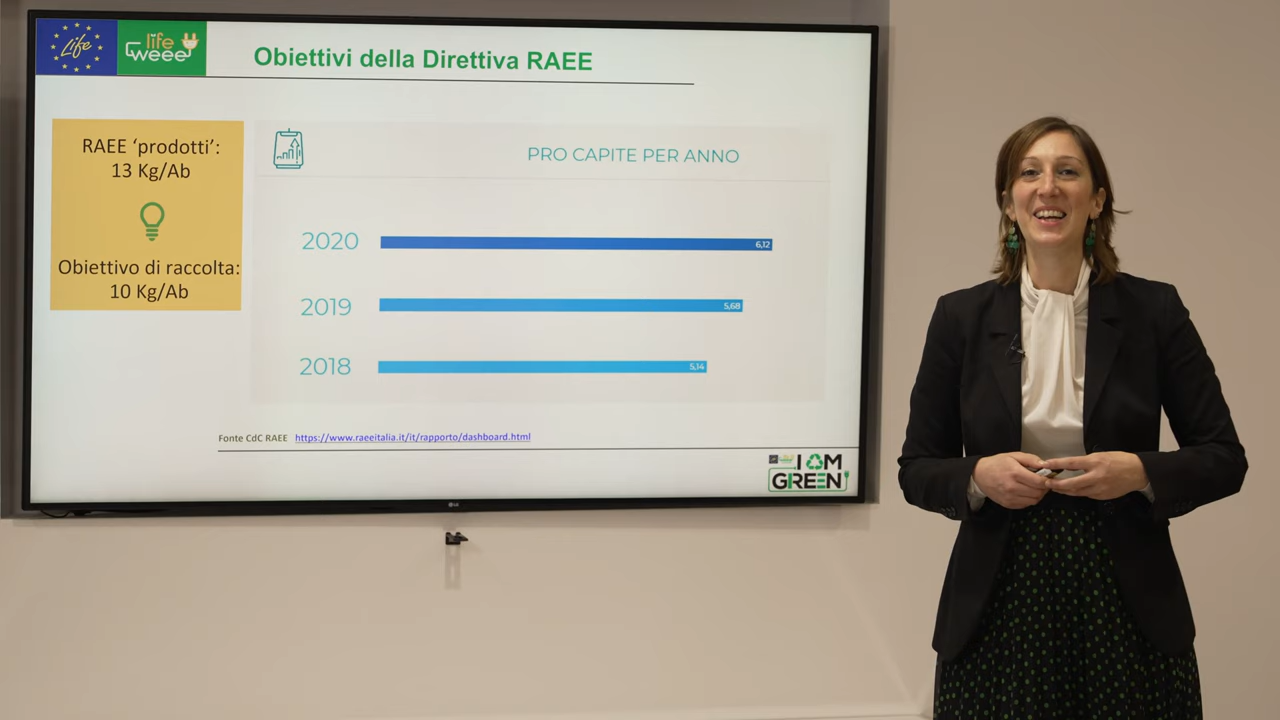 Life
life
weee
Obiettivi della Direttiva RAEE
RAEE ‘prodotti’:
13 Kg/Ab
Obiettivo di raccolta:
10 Kg/Ab
PRO CAPITE PER ANNO
2020
6,12
2019
5,68
2018
5,14
Fonte CdC RAEE https://www.raeeitalia.it/it/rapporto/dashboard.html
I AM
GREEN
LG